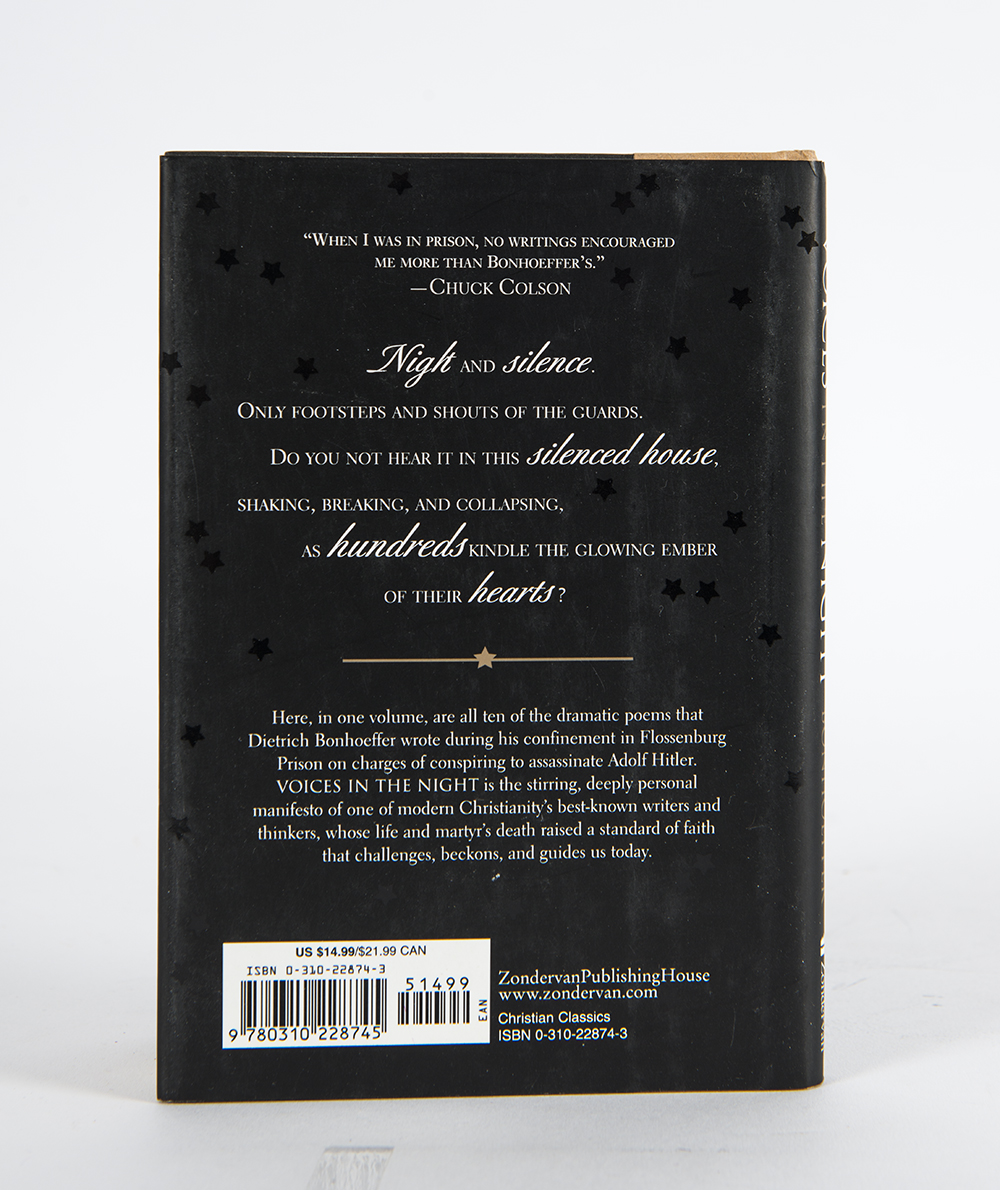 “WHEN I WAS IN PRISON, NO WRITINGS ENCOURAGED
ME MORE THAN BONHOEFFER’S.”
—CHUCK COLSON
Night AND silence.
ONLY FOOTSTEPS AND SHOUTS OF THE GUARDS.
DO YOU NOT HEAR IT IN THIS silenced house,
SHAKING, BREAKING, AND COLLAPSING,
AS hundreds KINDLE THE GLOWING EMBER
OF THEIR hearts?
Here, in one volume, are all ten of the dramatic poems that
Dietrich Bonhoeffer wrote during his confinement in Flossenburg
Prison on charges of conspiring to assassinate Adolf Hitler.
VOICES IN THE NIGHT is the stirring, deeply personal
manifesto of one of modern Christianity’s best-known writers and
thinkers, whose life and martyr’s death raised a standard of faith
that challenges, beckons, and guides us today.
US $14.99/$21.99 CAN
ISBN 0-310-22874-3
51499
9 780310 228745
EAN
ZondervanPublishingHouse
www.zondervan.com
Christian Classics
ISBN 0-310-22874-3
VOICES IN THE NIGHT